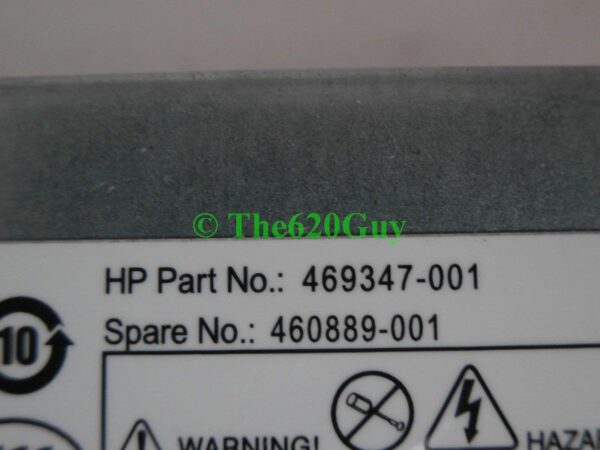 © The620Guy
HP Part No.: 469347-001
Spare No.: 460889-001
10
WARNING!
HAZA